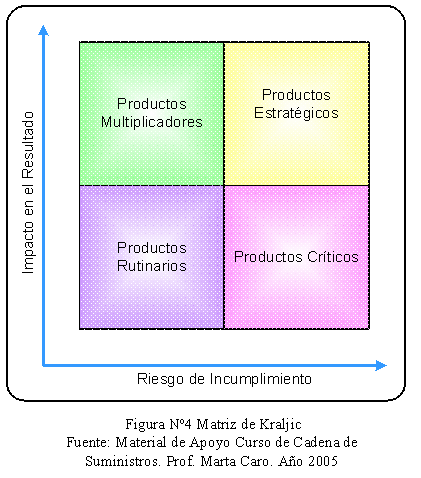 Impacto en el Resultado
Productos
Multiplicadores
Productos
Estratégicos
Productos
Rutinarios
Productos Críticos
Riesgo de Incumplimiento
Figura Nº4 Matriz de Kraljic
Fuente: Material de Apoyo Curso de Cadena de
Suministros. Prof. Marta Caro. Año 2005